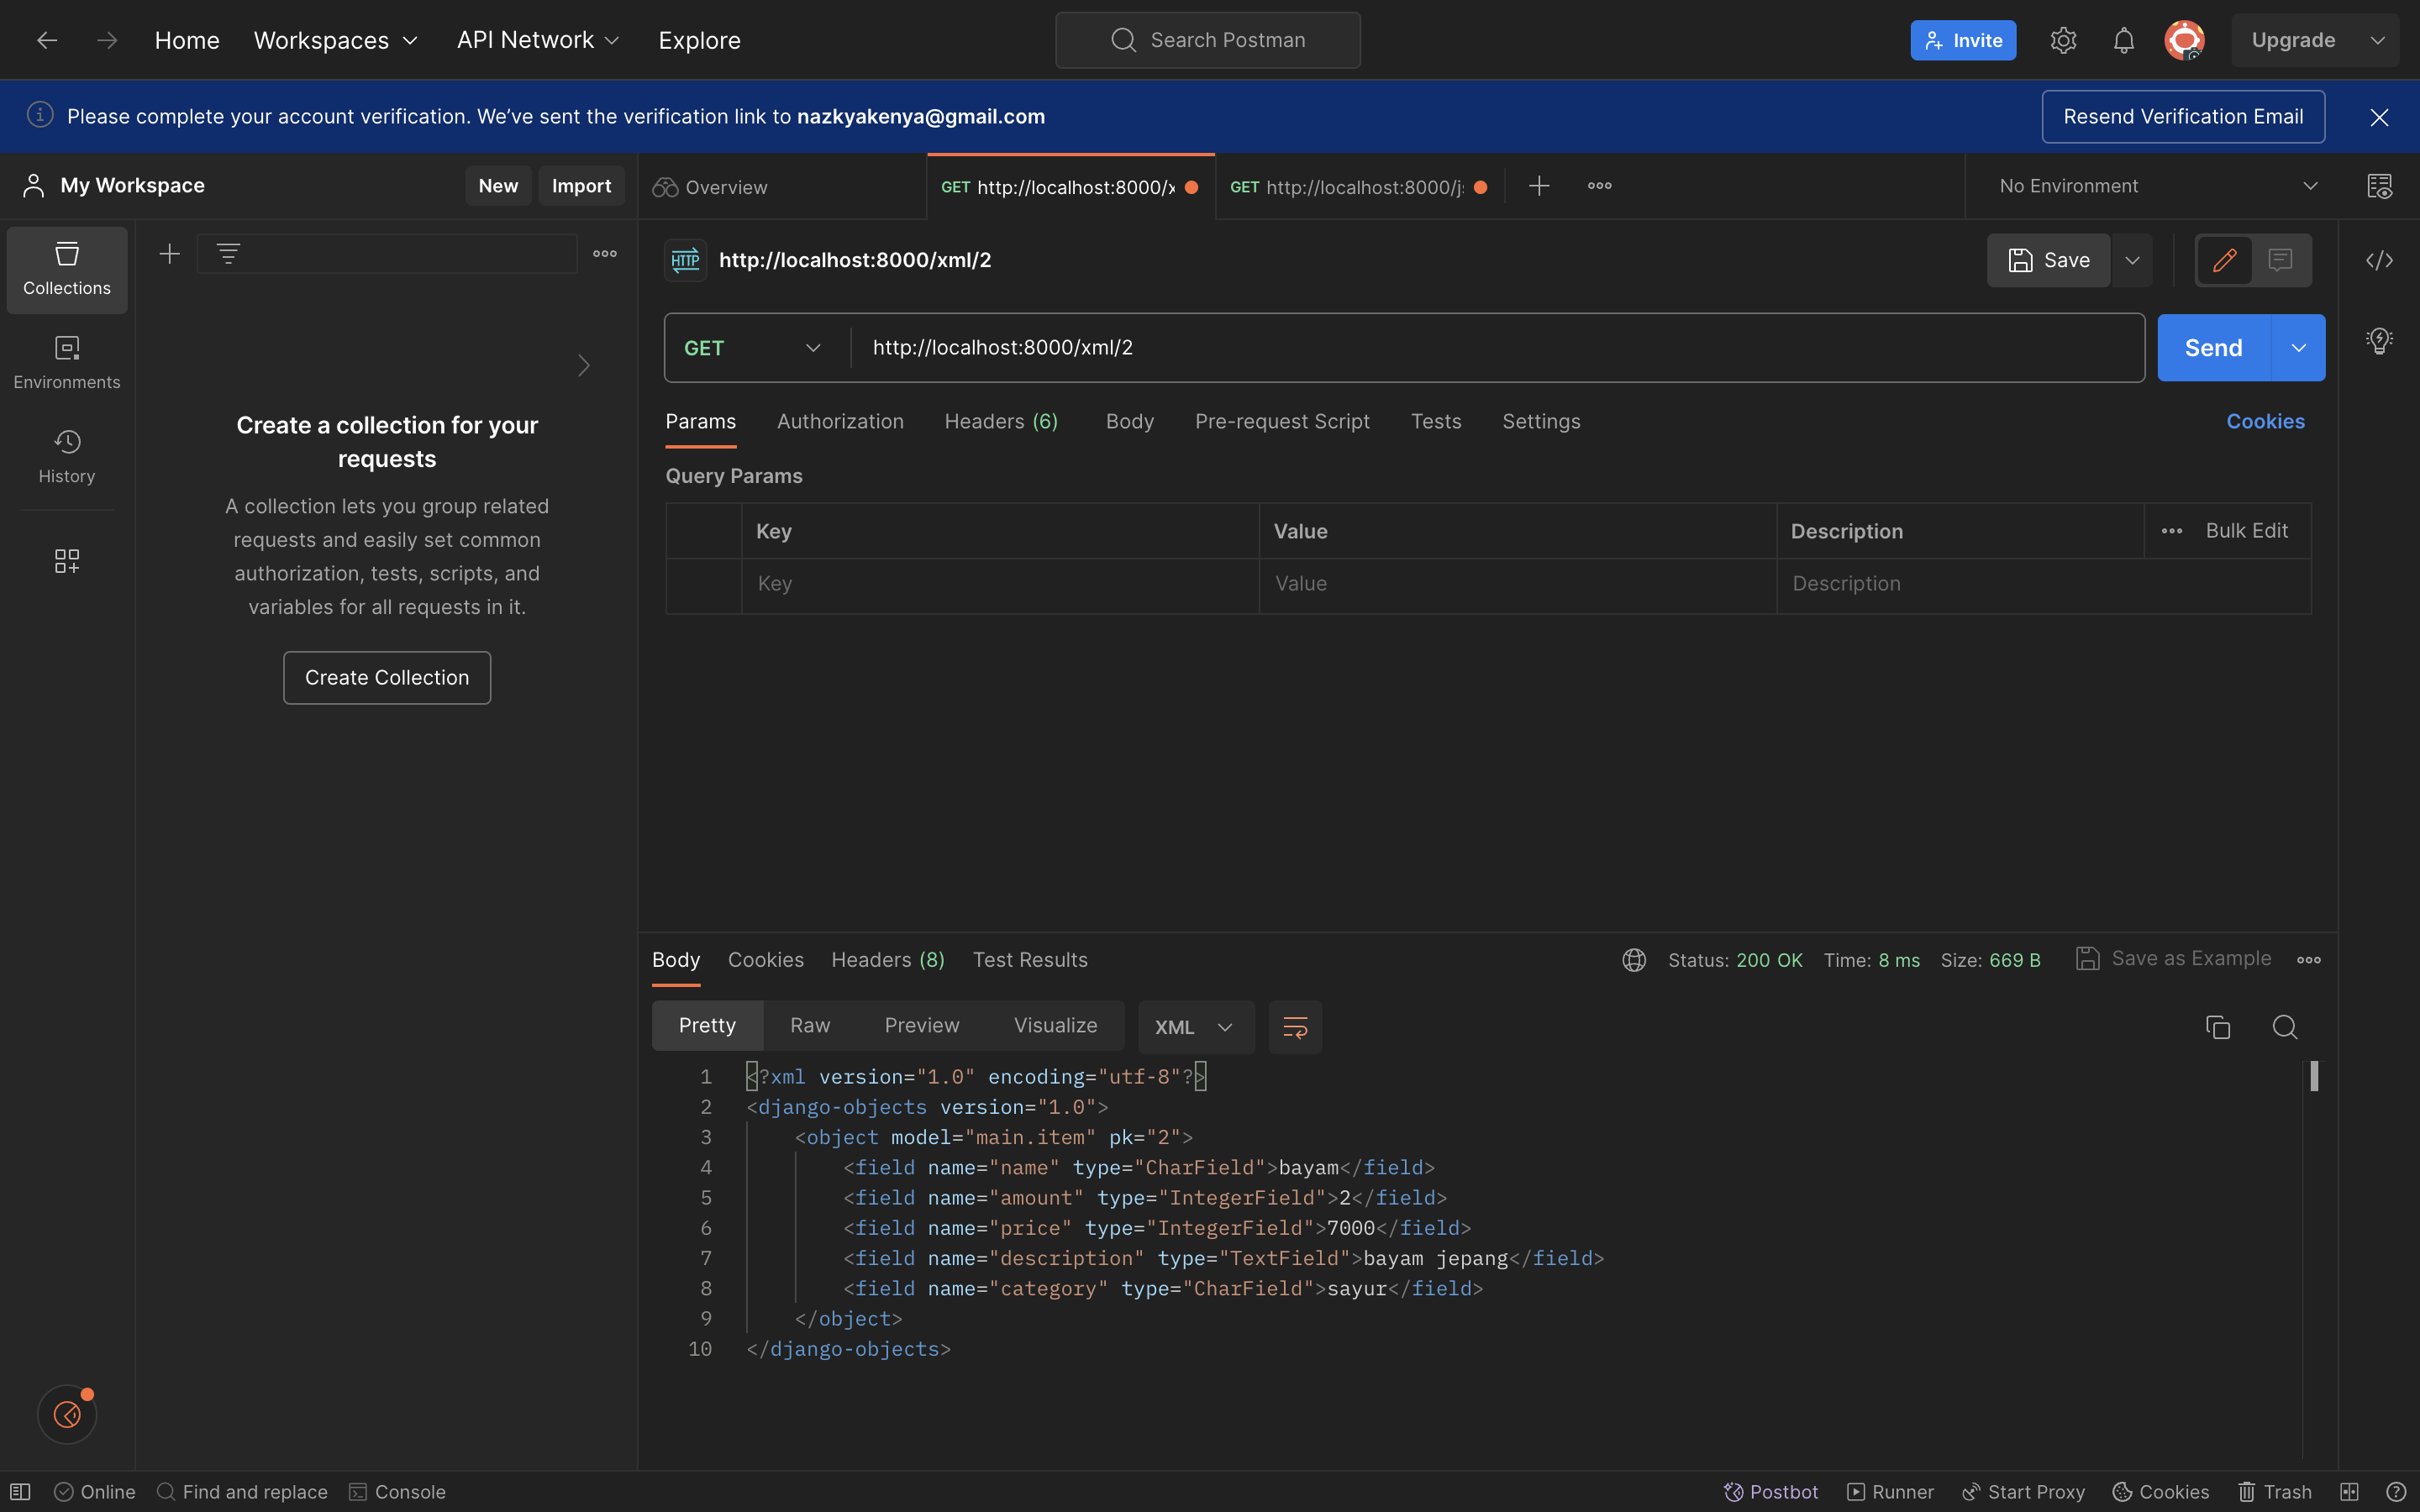 Home Workspaces API Network Explore Search Postman Invite Upgrade
Please complete your account verification. We’ve sent the verification link to nazkyakenya@gmail.com Resend Verification Email
My Workspace New Import Overview GET http://localhost:8000/x GET http://localhost:8000/js No Environment
Collections
Environments
History
Create a collection for your
requests
A collection lets you group related
requests and easily set common
authorization, tests, scripts, and
variables for all requests in it.
Create Collection
HTTP http://localhost:8000/xml/2 Save
GET http://localhost:8000/xml/2 Send
Params Authorization Headers (6) Body Pre-request Script Tests Settings Cookies
Query Params
Key Value Description Bulk Edit
Key Value Description
Body Cookies Headers (8) Test Results Status: 200 OK Time: 8 ms Size: 669 B Save as Example
Pretty Raw Preview Visualize XML
1 <?xml version="1.0" encoding="utf-8"?>
2 <django-objects version="1.0">
3 <object model="main.item" pk="2">
4 <field name="name" type="CharField">bayam</field>
5 <field name="amount" type="IntegerField">2</field>
6 <field name="price" type="IntegerField">7000</field>
7 <field name="description" type="TextField">bayam jepang</field>
8 <field name="category" type="CharField">sayur</field>
9 </object>
10 </django-objects>
Online Find and replace Console Postbot Runner Start Proxy Cookies Trash